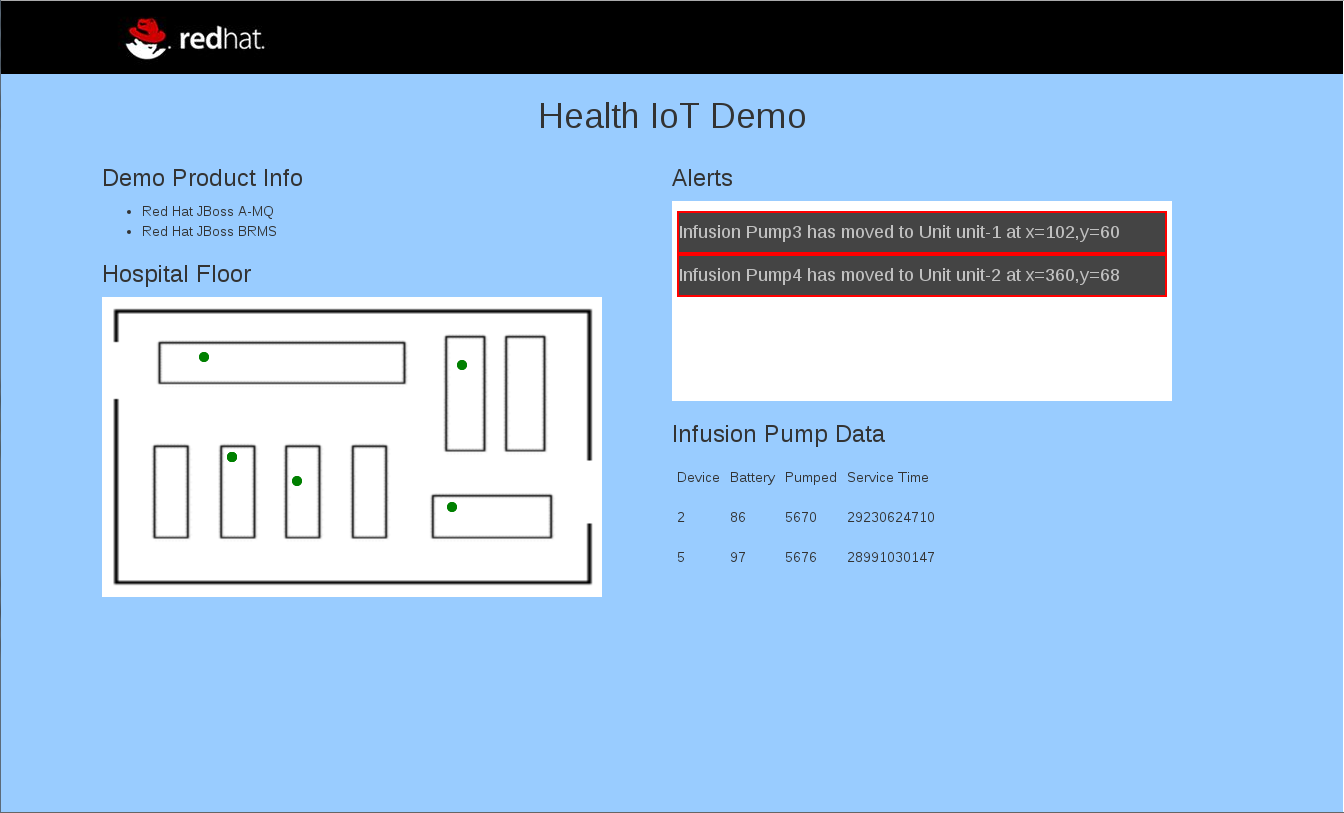 redhat.
Health IoT Demo
Demo Product Info
Red Hat JBoss A-MQ
Red Hat JBoss BRMS
Hospital Floor
Alerts
Infusion Pump3 has moved to Unit unit-1 at x=102,y=60
Infusion Pump4 has moved to Unit unit-2 at x=360,y=68
Infusion Pump Data
Device Battery Pumped Service Time
2 86 5670 29230624710
5 97 5676 28991030147